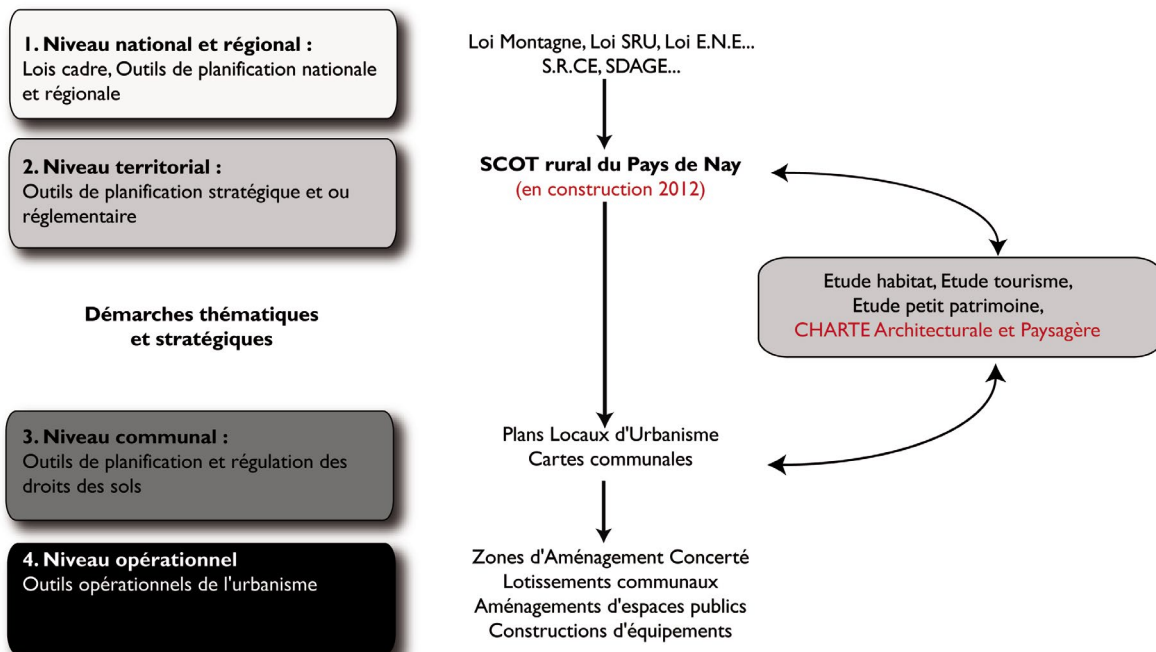 1. Niveau national et régional :
Lois cadre, Outils de planification nationale
et régionale
Loi Montagne, Loi SRU, Loi E.N.E...
S.R.CE, SDAGE...
2. Niveau territorial :
Outils de planification stratégique et ou
réglementaire
SCOT rural du Pays de Nay
(en construction 2012)
Démarches thématiques
et stratégiques
Etude habitat, Etude tourisme,
Etude petit patrimoine,
CHARTE Architecturale et Paysagère
3. Niveau communal :
Outils de planification et régulation des
droits des sols
Plans Locaux d'Urbanisme
Cartes communales
4. Niveau opérationnel
Outils opérationnels de l'urbanisme
Zones d'Aménagement Concerté
Lotissements communaux
Aménagements d'espaces publics
Constructions d'équipements